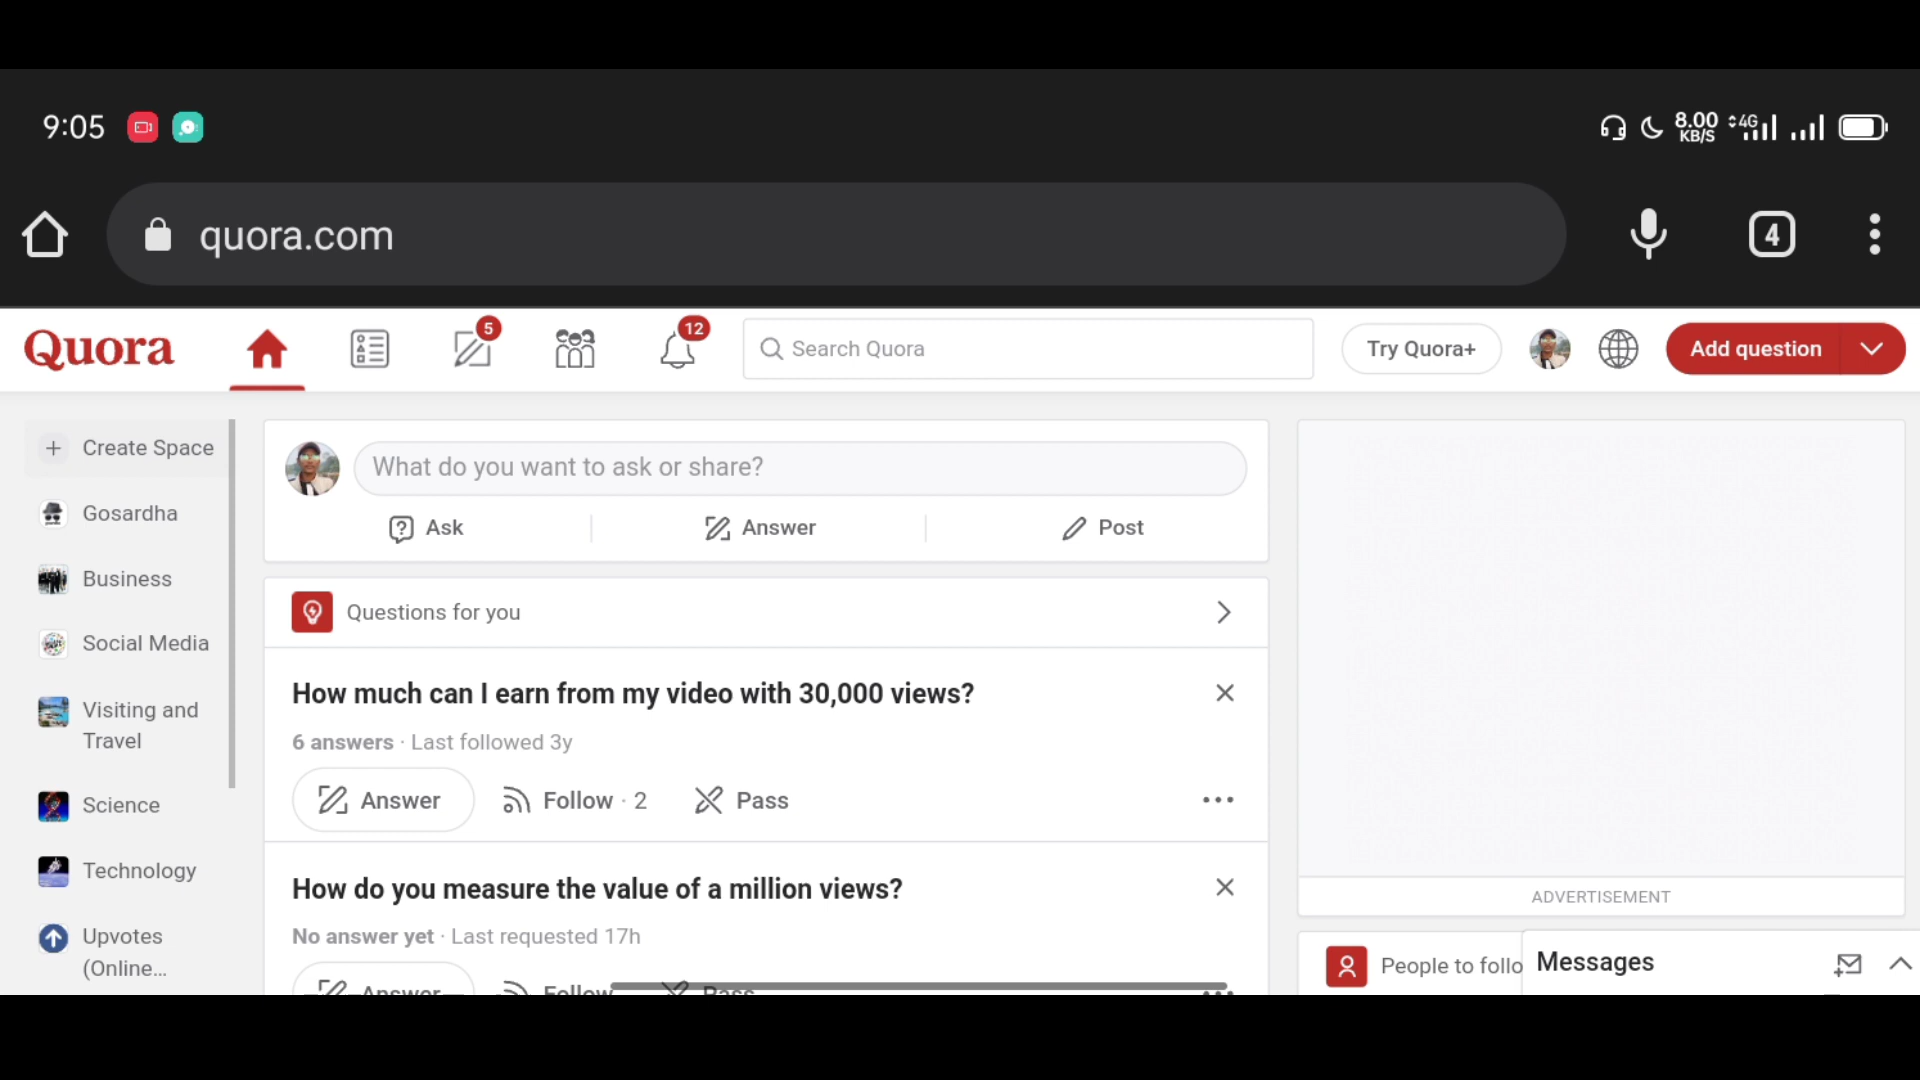 9:05
8.00
KB/S
4G
quora.com
4
Quora
5
12
Search Quora
Try Quora+
Add question
Create Space
Gosardha
Business
Social Media
Visiting and
Travel
Science
Technology
Upvotes
(Online...
What do you want to ask or share?
Ask
Answer
Post
Questions for you
How much can I earn from my video with 30,000 views?
6 answers · Last followed 3y
Answer
Follow · 2
Pass
How do you measure the value of a million views?
No answer yet · Last requested 17h
Answer
Follow
Pass
ADVERTISEMENT
People to follo
Messages